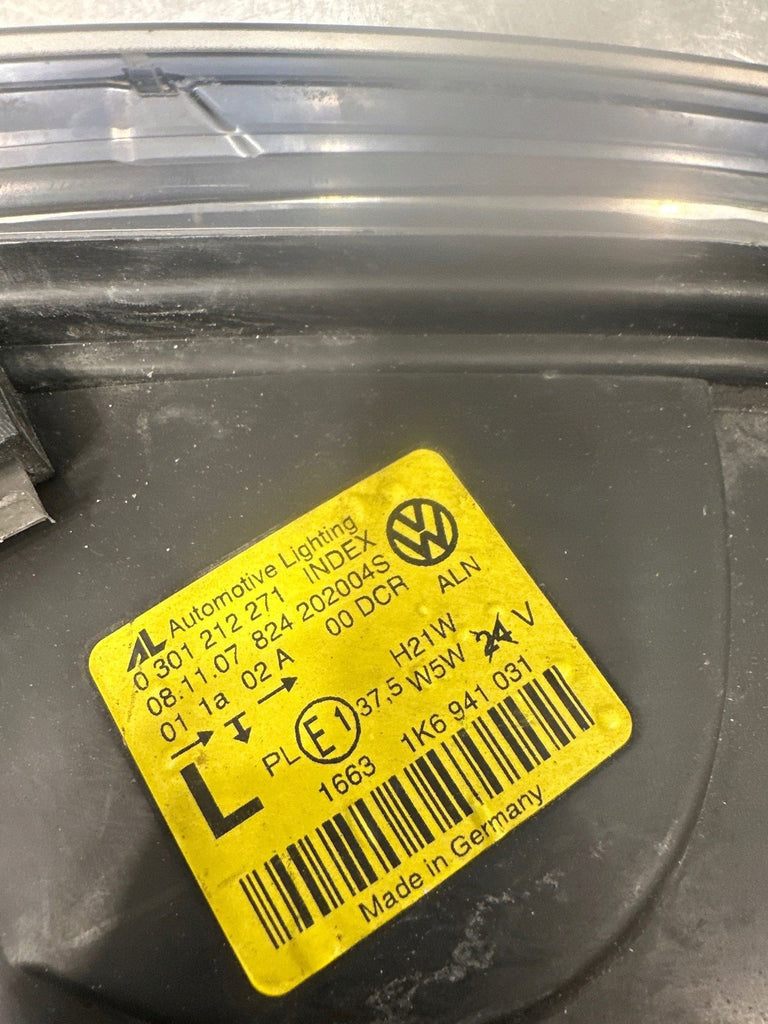 AL Automotive Lighting
0 301 212 271 INDEX
08.11.07 824 202004S
01 1a 02 A 00 DCR ALN
H21W
W5W 24 V
L PL E1 37,5
1663 1K6 941 031
Made in Germany
VW